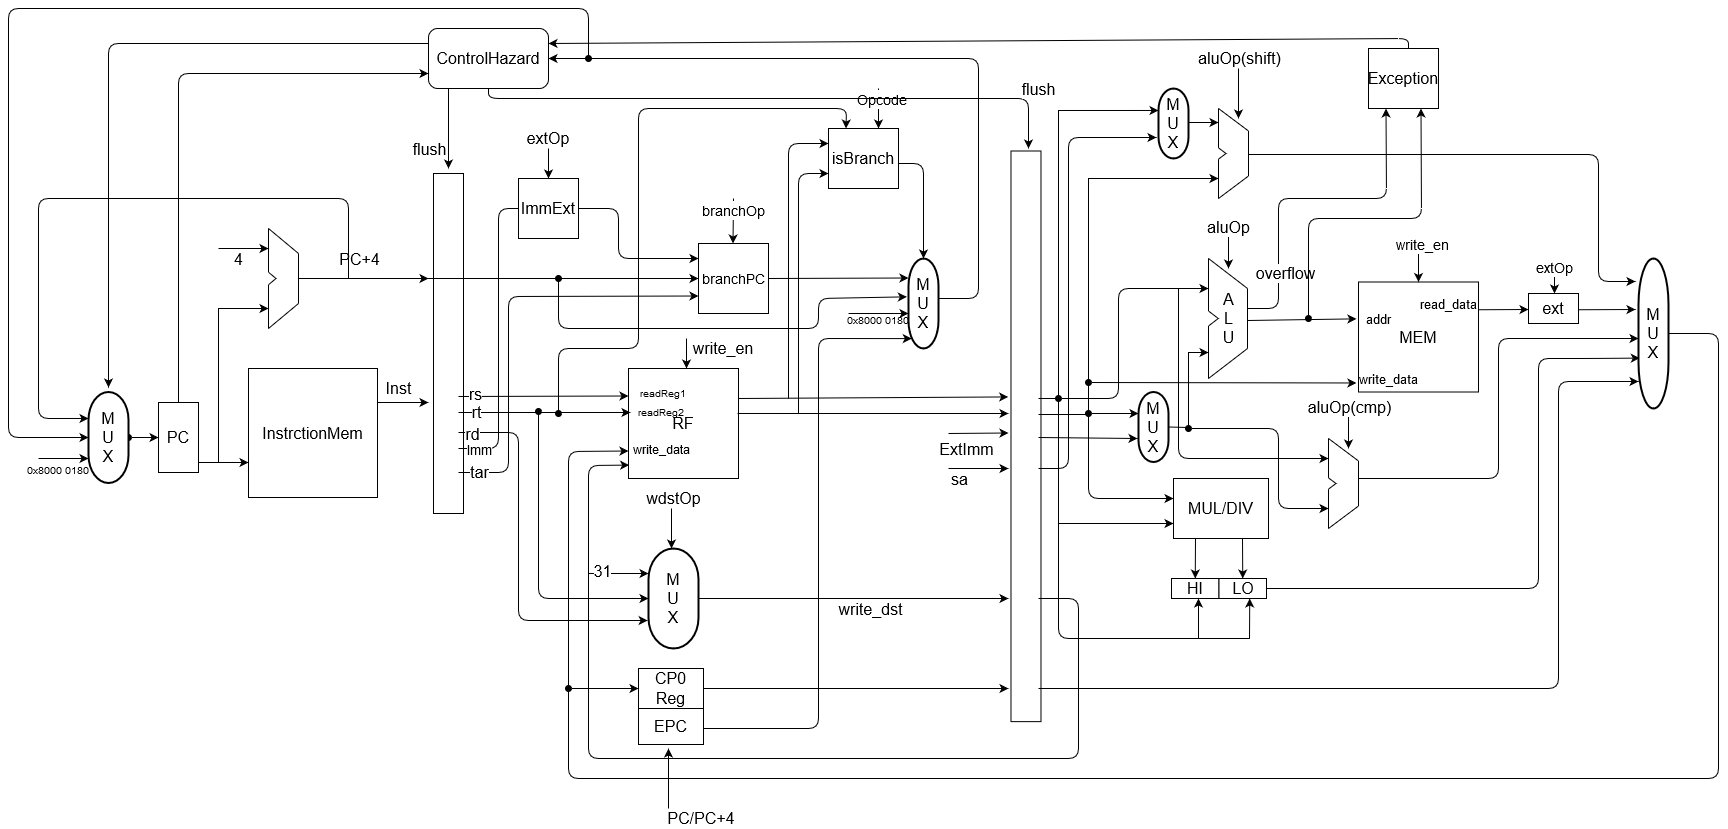 ControlHazard
flush
flush
Exception
aluOp(shift)
M
U
X
Opcode
isBranch
extOp
ImmExt
branchOp
branchPC
4
PC+4
M
U
X
0x8000 0180
aluOp
A
L
U
overflow
write_en
read_data
addr
MEM
write_data
extOp
ext
M
U
X
write_en
readReg1
readReg2
RF
write_data
M
U
X
0x8000 0180
PC
InstrctionMem
Inst
rs
rt
rd
Imm
tar
ExtImm
sa
M
U
X
aluOp(cmp)
wdstOp
31
M
U
X
write_dst
MUL/DIV
HI
LO
CP0
Reg
EPC
PC/PC+4